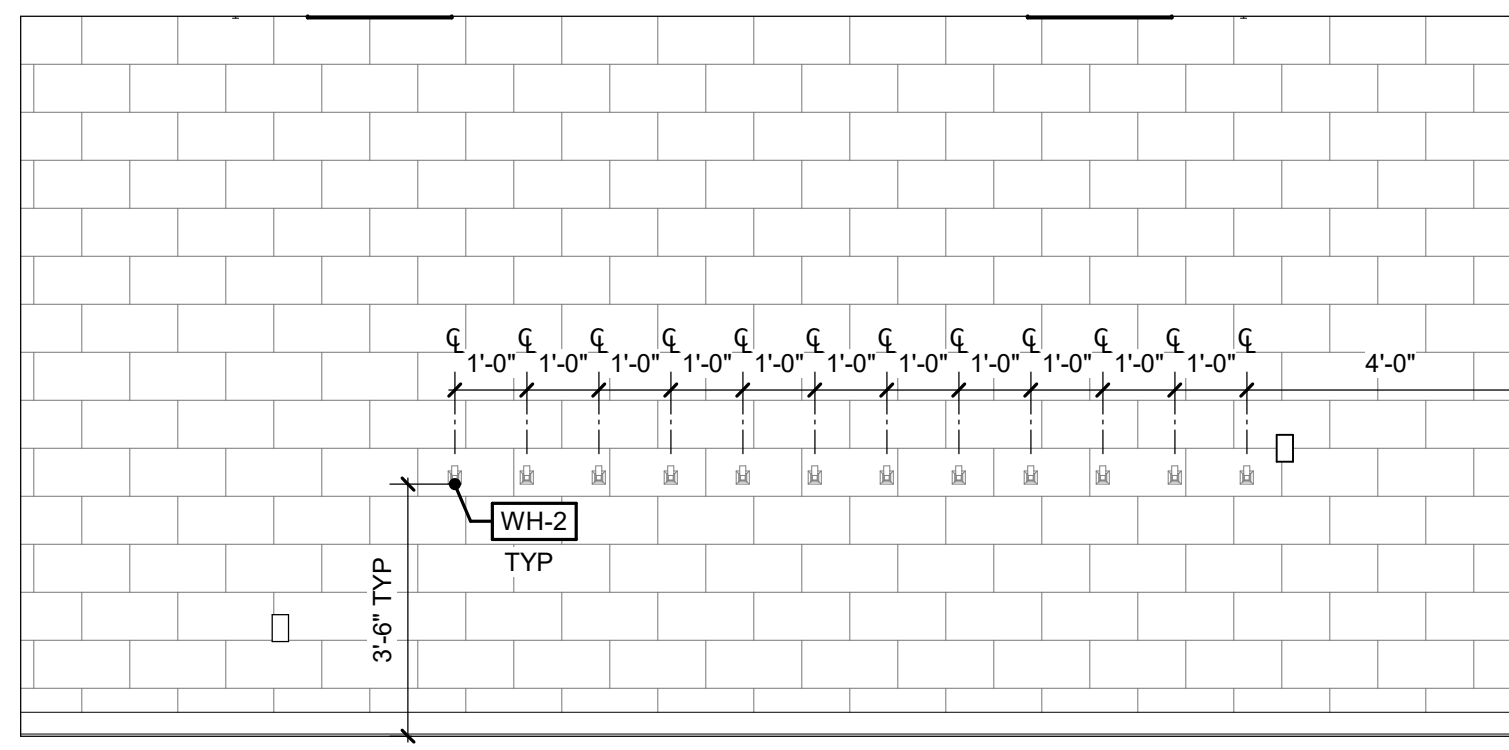 ℄ ℄ ℄ ℄ ℄ ℄ ℄ ℄ ℄ ℄ ℄ ℄
1'-0" 1'-0" 1'-0" 1'-0" 1'-0" 1'-0" 1'-0" 1'-0" 1'-0" 1'-0" 1'-0" 4'-0"
WH-2
TYP
3'-6" TYP